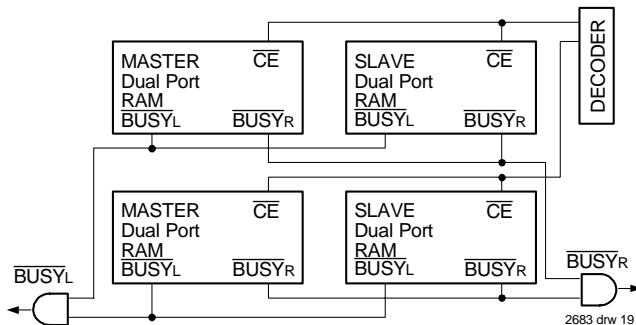 MASTER
Dual Port
RAM
BUSYL
CE
BUSYR
SLAVE
Dual Port
RAM
BUSYL
CE
BUSYR
DECODER
MASTER
Dual Port
RAM
BUSYL
CE
BUSYR
SLAVE
Dual Port
RAM
BUSYL
CE
BUSYR
BUSYL
BUSYR
2683 drw 19